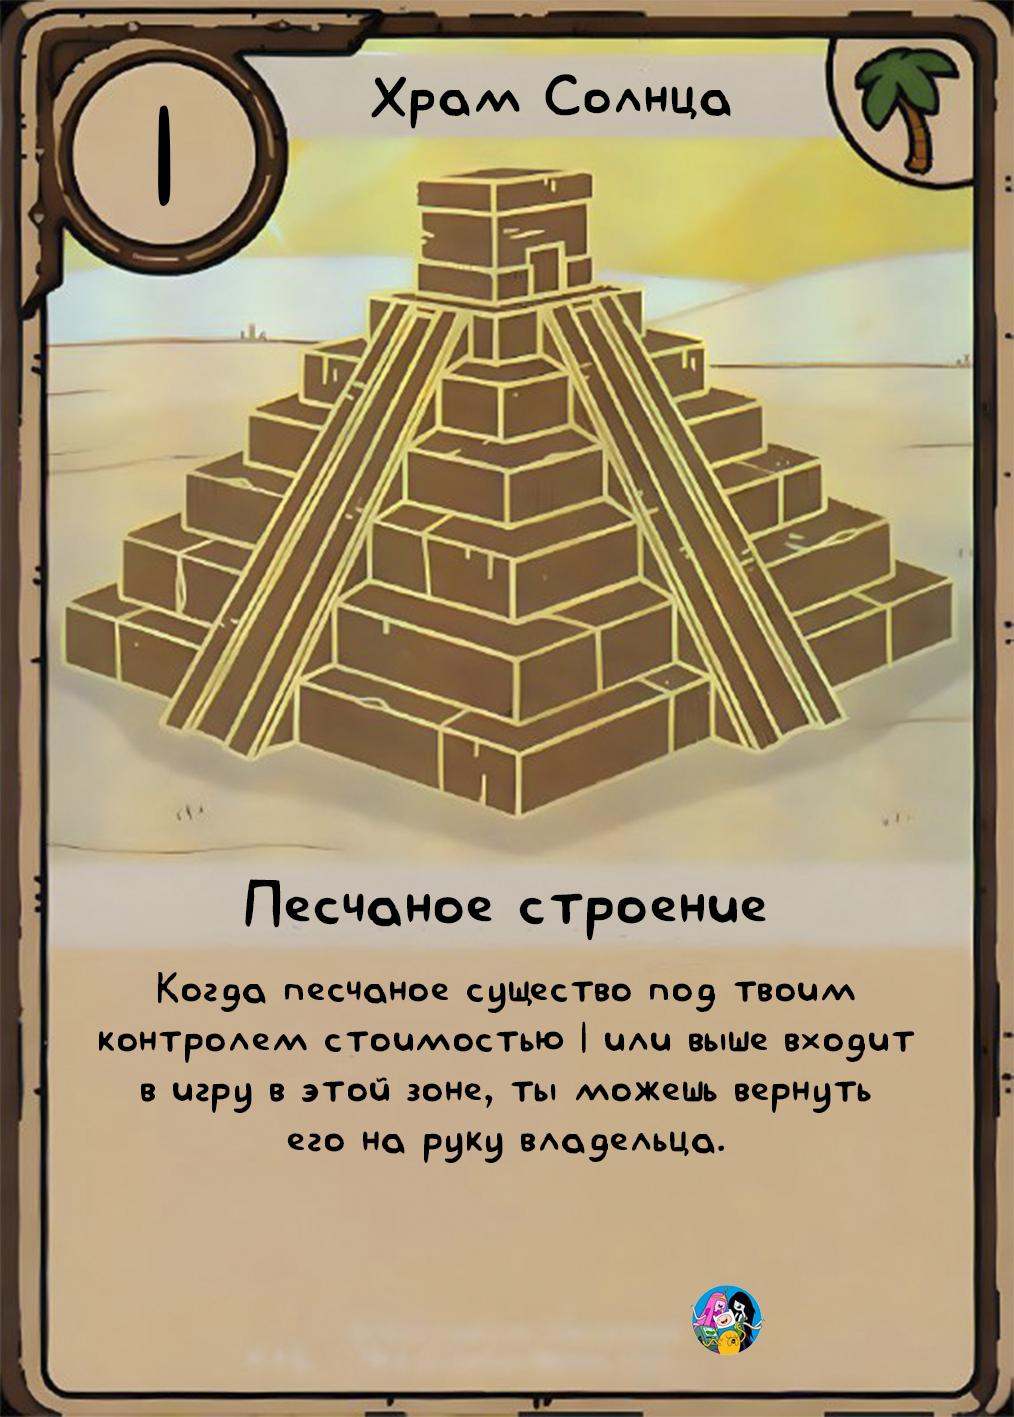 1
Храм Солнца
Песчаное строение
Когда песчаное существо под твоим
контролем стоимостью 1 или выше входит
в игру в этой зоне, ты можешь вернуть
его на руку владельца.